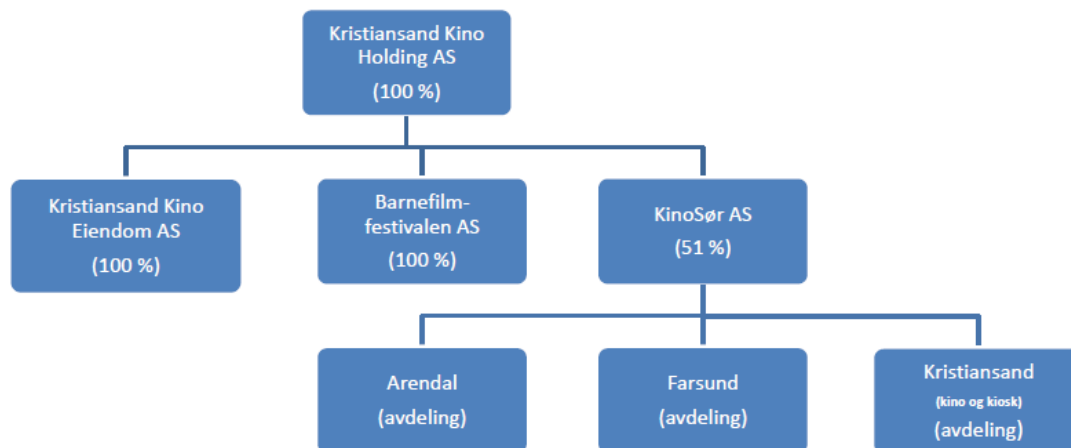 Kristiansand Kino
Holding AS
(100 %)
Kristiansand Kino
Eiendom AS
(100 %)
Barnefilm-
festivalen AS
(100 %)
KinoSør AS
(51 %)
Arendal
(avdeling)
Farsund
(avdeling)
Kristiansand
(kino og kiosk)
(avdeling)